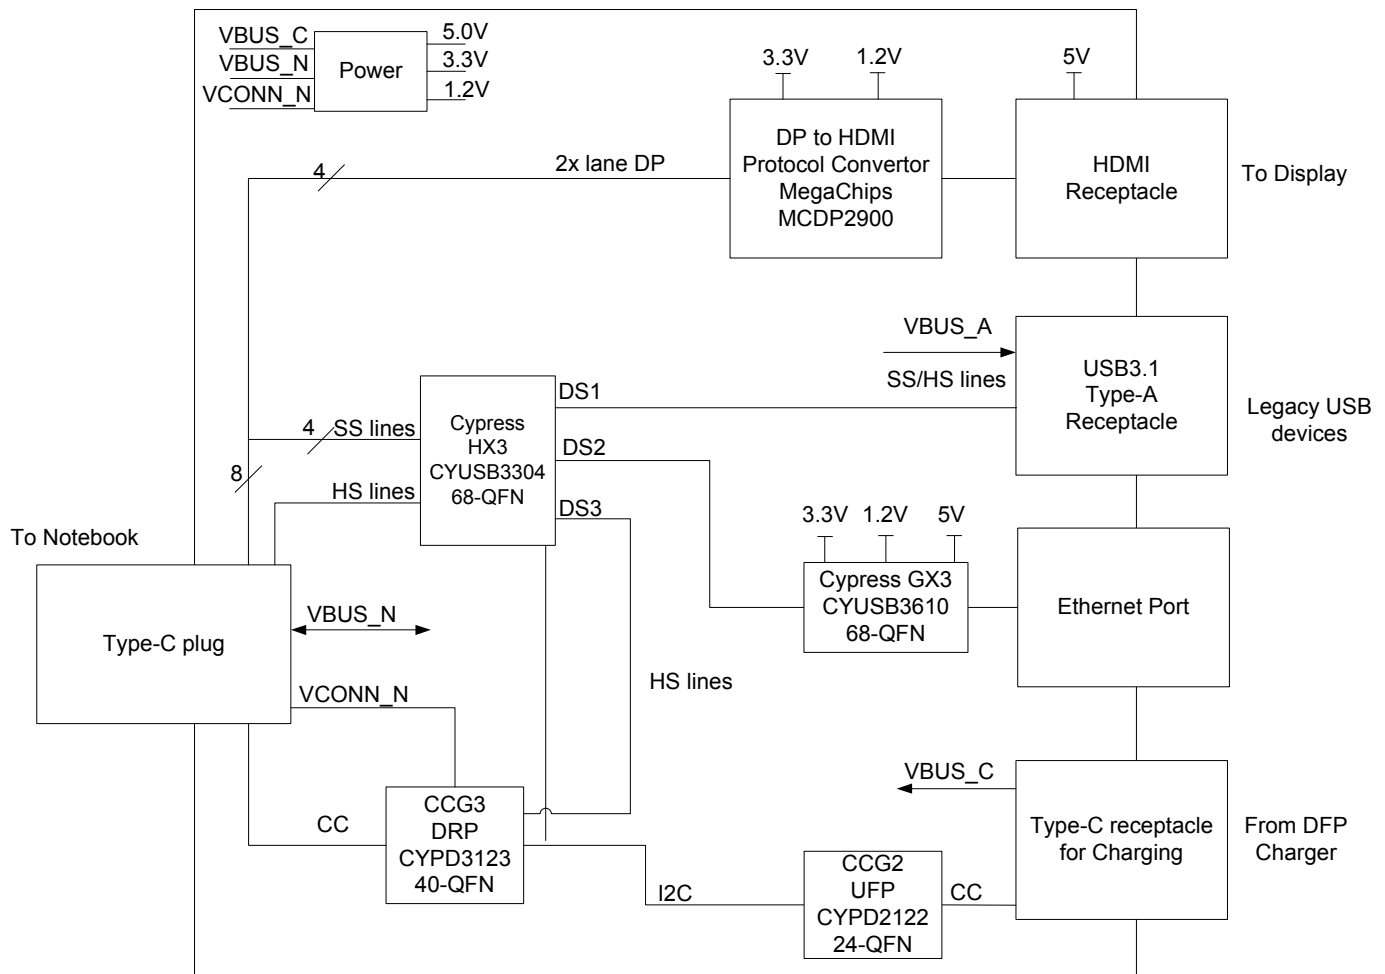 VBUS_C
VBUS_N
VCONN_N
Power
5.0V
3.3V
1.2V
3.3V
1.2V
5V
4
2x lane DP
DP to HDMI
Protocol Convertor
MegaChips
MCDP2900
HDMI
Receptacle
To Display
VBUS_A
SS/HS lines
USB3.1
Type-A
Receptacle
Legacy USB
devices
4
SS lines
8
HS lines
Cypress
HX3
CYUSB3304
68-QFN
DS1
DS2
DS3
3.3V
1.2V
5V
Cypress GX3
CYUSB3610
68-QFN
Ethernet Port
To Notebook
Type-C plug
VBUS_N
VCONN_N
HS lines
CC
CCG3
DRP
CYPD3123
40-QFN
I2C
CCG2
UFP
CYPD2122
24-QFN
CC
VBUS_C
Type-C receptacle
for Charging
From DFP
Charger